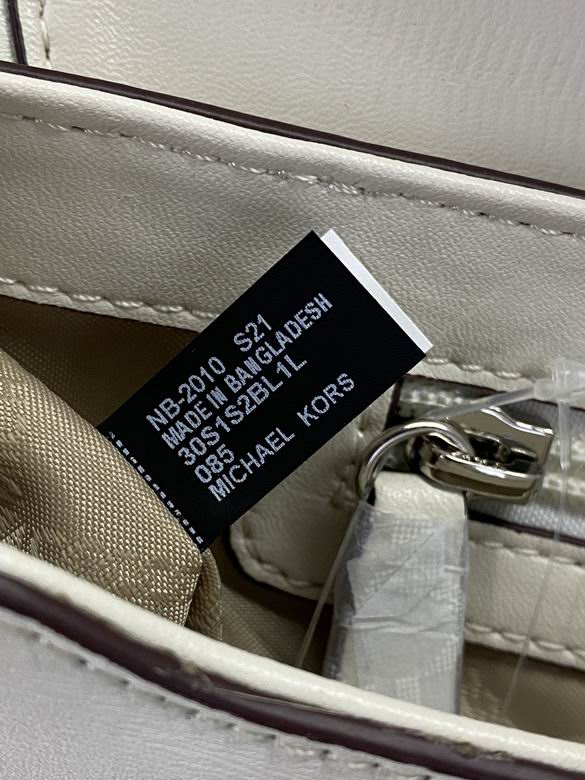 NB-2010 S21
MADE IN BANGLADESH
30S1S2BL1L
085
MICHAEL KORS